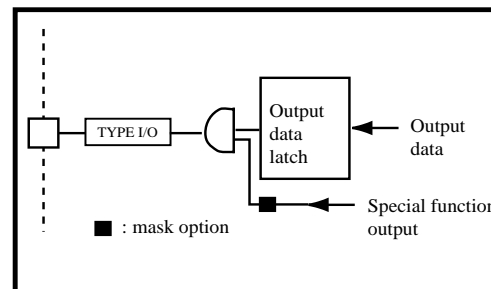 TYPE I/O
Output
data
latch
Output
data
Special function
output
: mask option